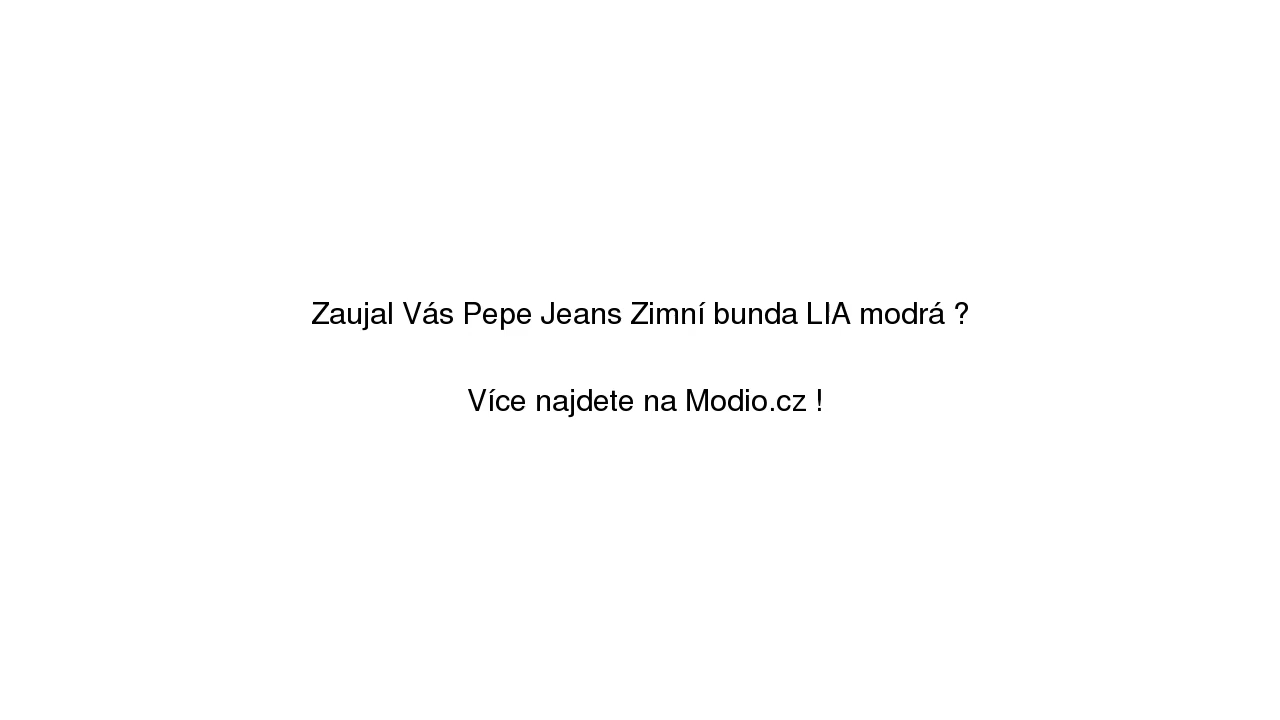 Zaujal Vás Pepe Jeans Zimní bunda LIA modrá ?
Více najdete na Modio.cz !